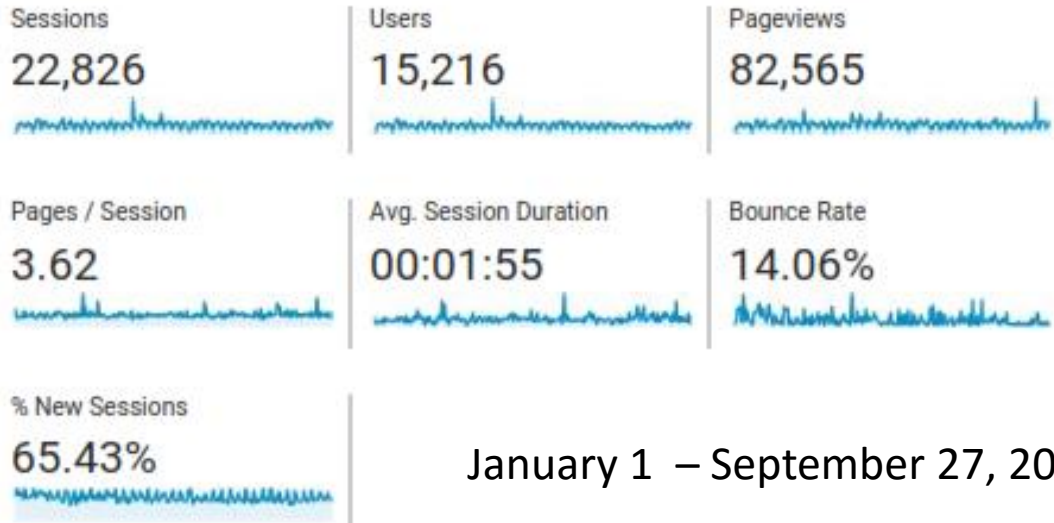 Sessions
22,826
Users
15,216
Pageviews
82,565
Pages / Session
3.62
Avg. Session Duration
00:01:55
Bounce Rate
14.06%
% New Sessions
65.43%
January 1 – September 27, 20